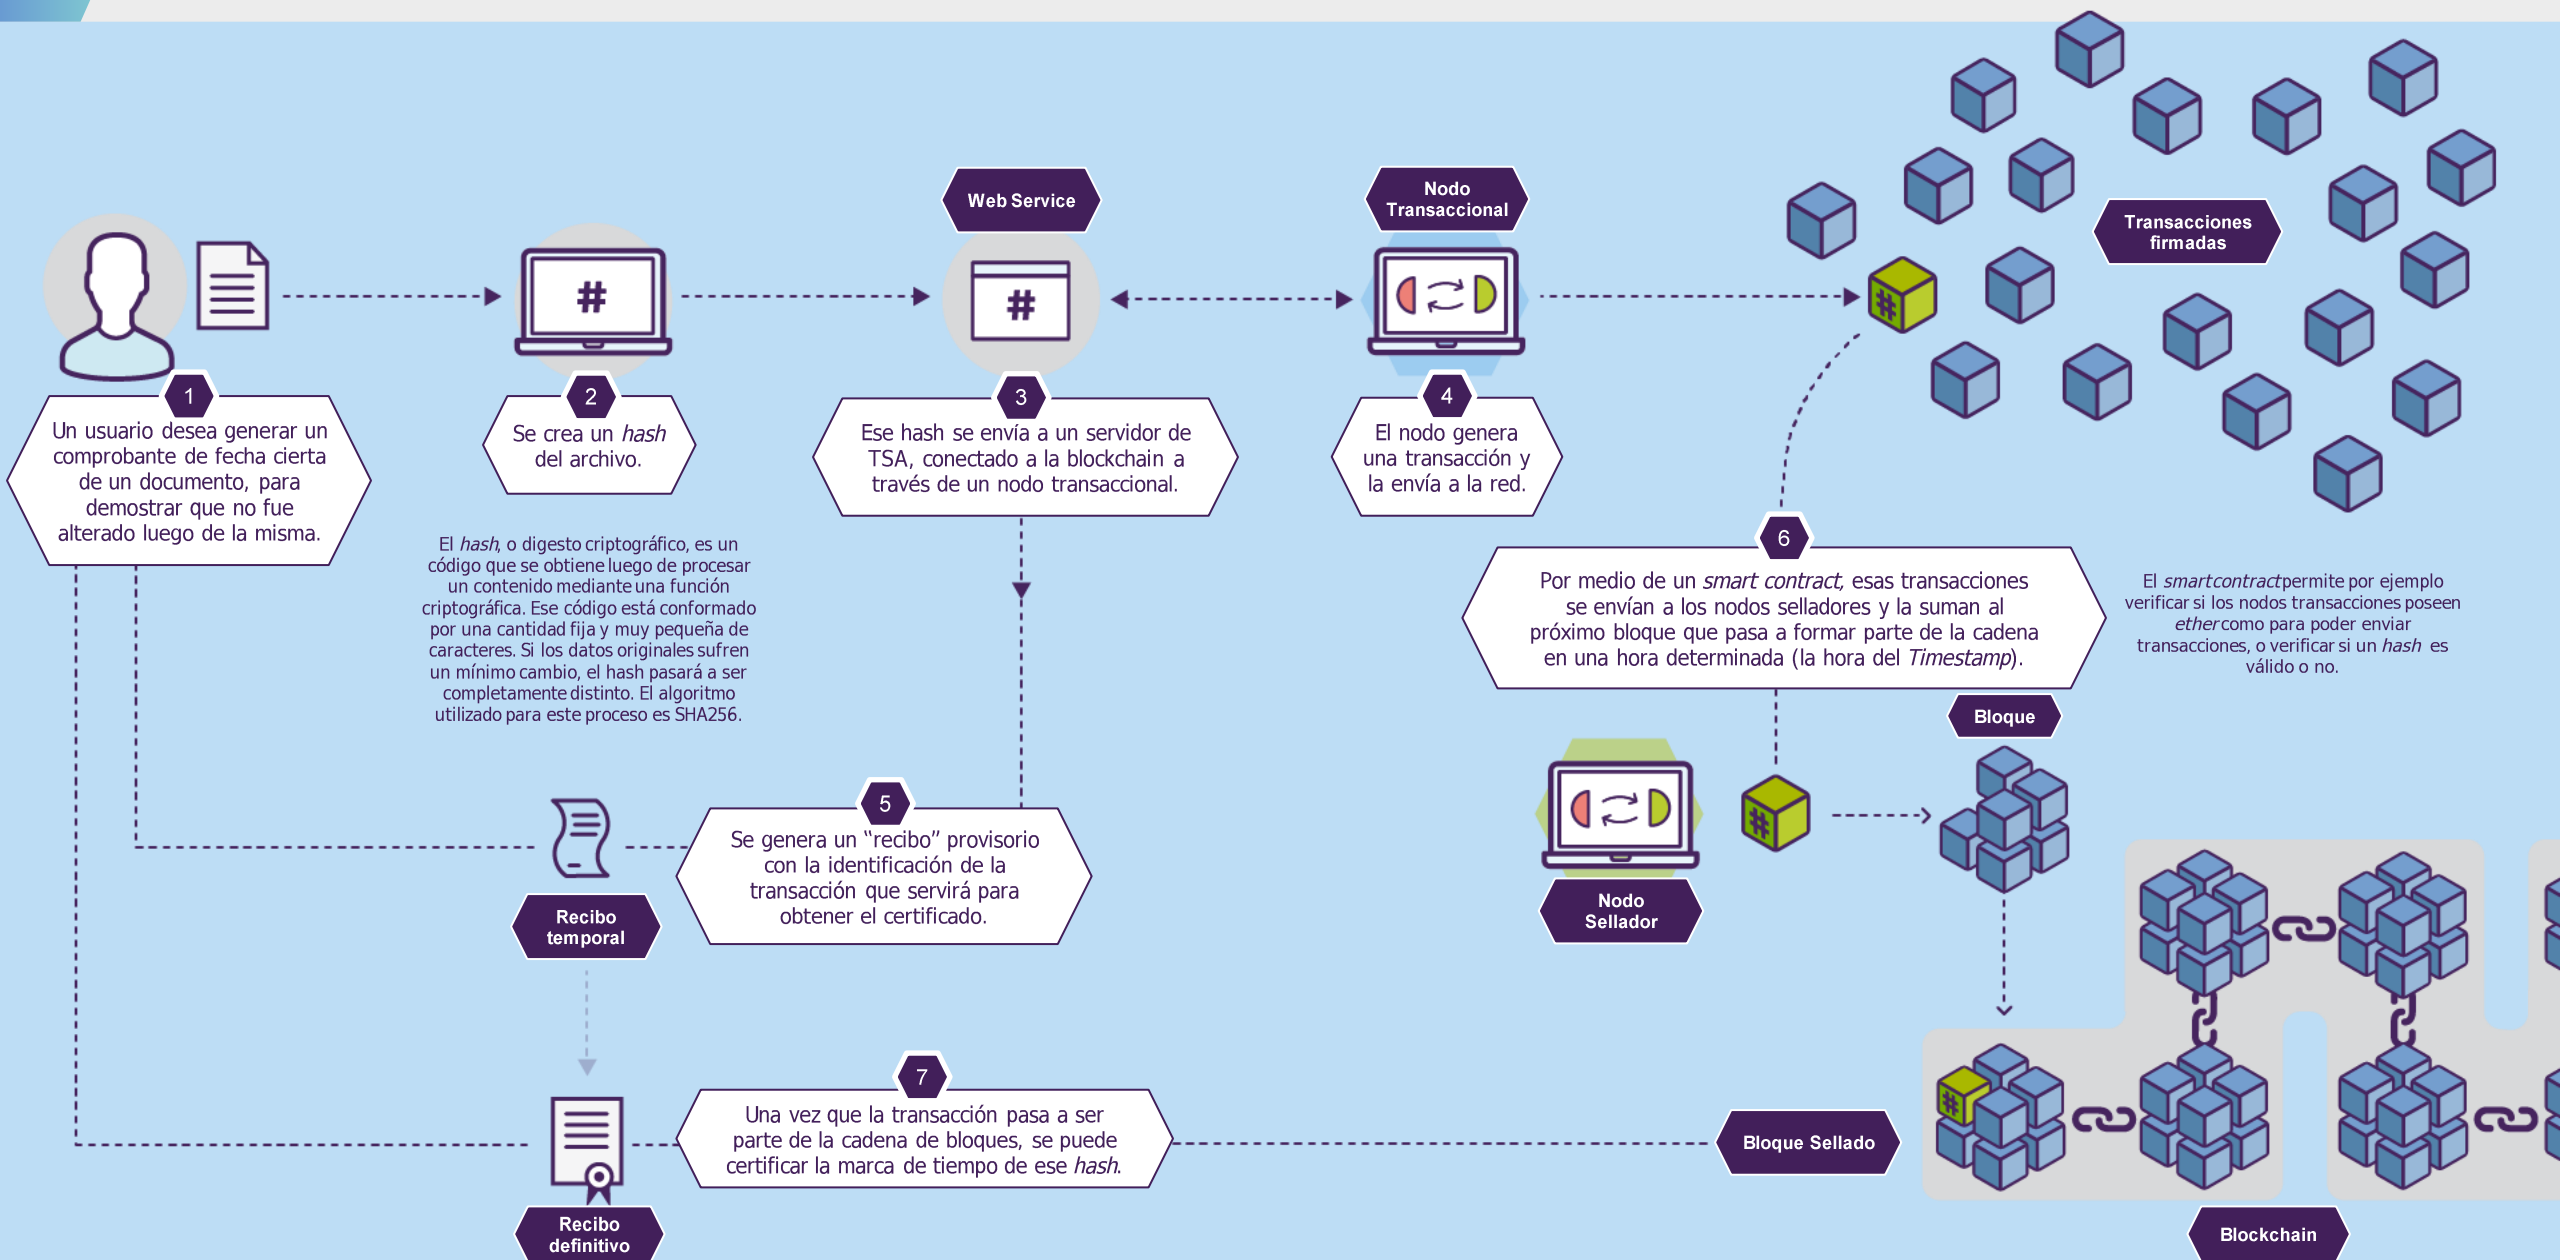 Web Service
Nodo
Transaccional
Transacciones
firmadas
#
#
#
1
Un usuario desea generar un
comprobante de fecha cierta
de un documento, para
demostrar que no fue
alterado luego de la misma.
2
Se crea un hash
del archivo.
El hash, o digesto criptográfico, es un
código que se obtiene luego de procesar
un contenido mediante una función
criptográfica. Ese código está conformado
por una cantidad fija y muy pequeña de
caracteres. Si los datos originales sufren
un mínimo cambio, el hash pasará a ser
completamente distinto. El algoritmo
utilizado para este proceso es SHA256.
3
Ese hash se envía a un servidor de
TSA, conectado a la blockchain a
través de un nodo transaccional.
4
El nodo genera
una transacción y
la envía a la red.
5
Se genera un “recibo” provisorio
con la identificación de la
transacción que servirá para
obtener el certificado.
Recibo
temporal
6
Por medio de un smart contract, esas transacciones
se envían a los nodos selladores y la suman al
próximo bloque que pasa a formar parte de la cadena
en una hora determinada (la hora del Timestamp).
El smart contract permite por ejemplo
verificar si los nodos transacciones poseen
ether como para poder enviar
transacciones, o verificar si un hash es
válido o no.
Bloque
#
Nodo
Sellador
7
Una vez que la transacción pasa a ser
parte de la cadena de bloques, se puede
certificar la marca de tiempo de ese hash.
Recibo
definitivo
Bloque Sellado
#
Blockchain